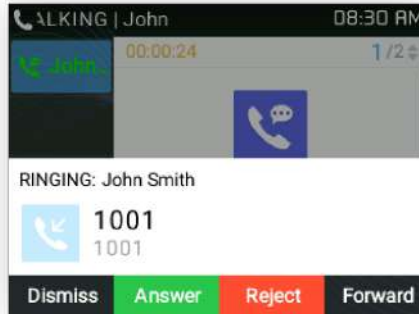 ALKING | John 08:30 AM
John..
00:00:24 1/2
RINGING: John Smith
1001
1001
Dismiss Answer Reject Forward